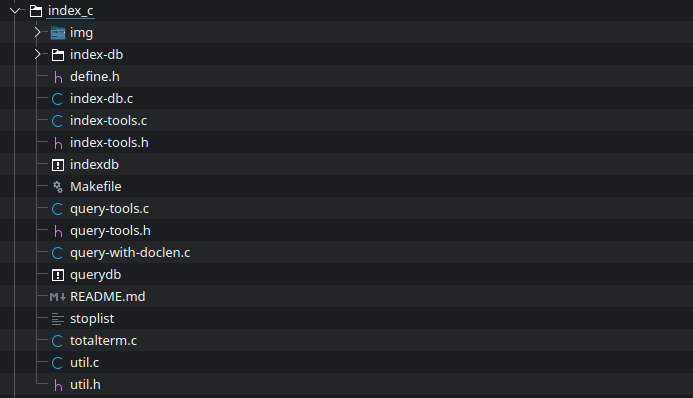 index_c
img
index-db
define.h
index-db.c
index-tools.c
index-tools.h
indexdb
Makefile
query-tools.c
query-tools.h
query-with-doclen.c
querydb
README.md
stoplist
totalterm.c
util.c
util.h